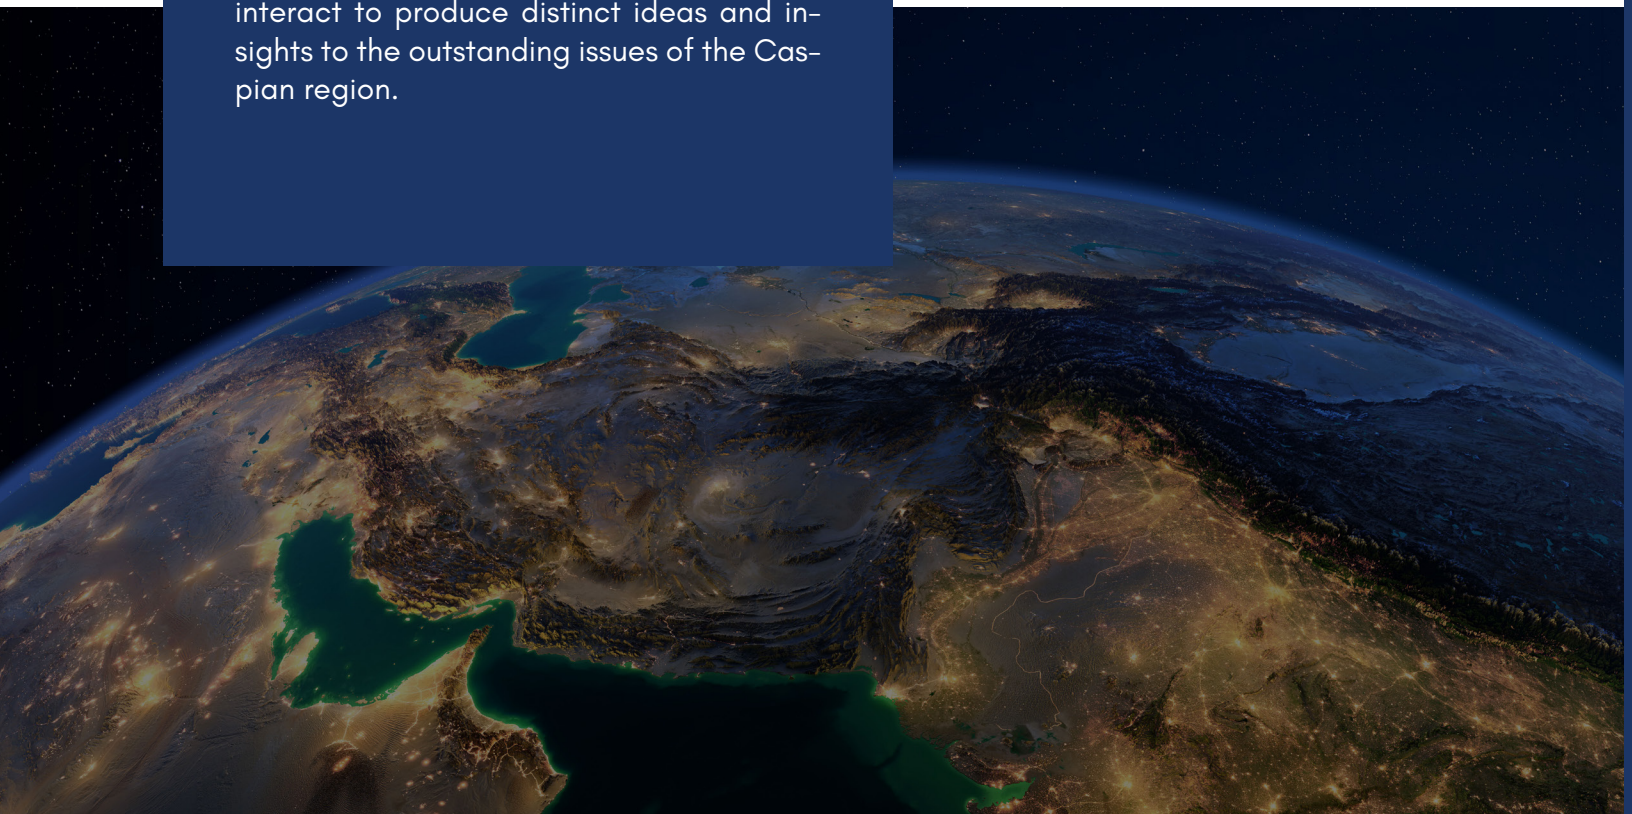 interact to produce distinct ideas and in-
sights to the outstanding issues of the Cas-
pian region.